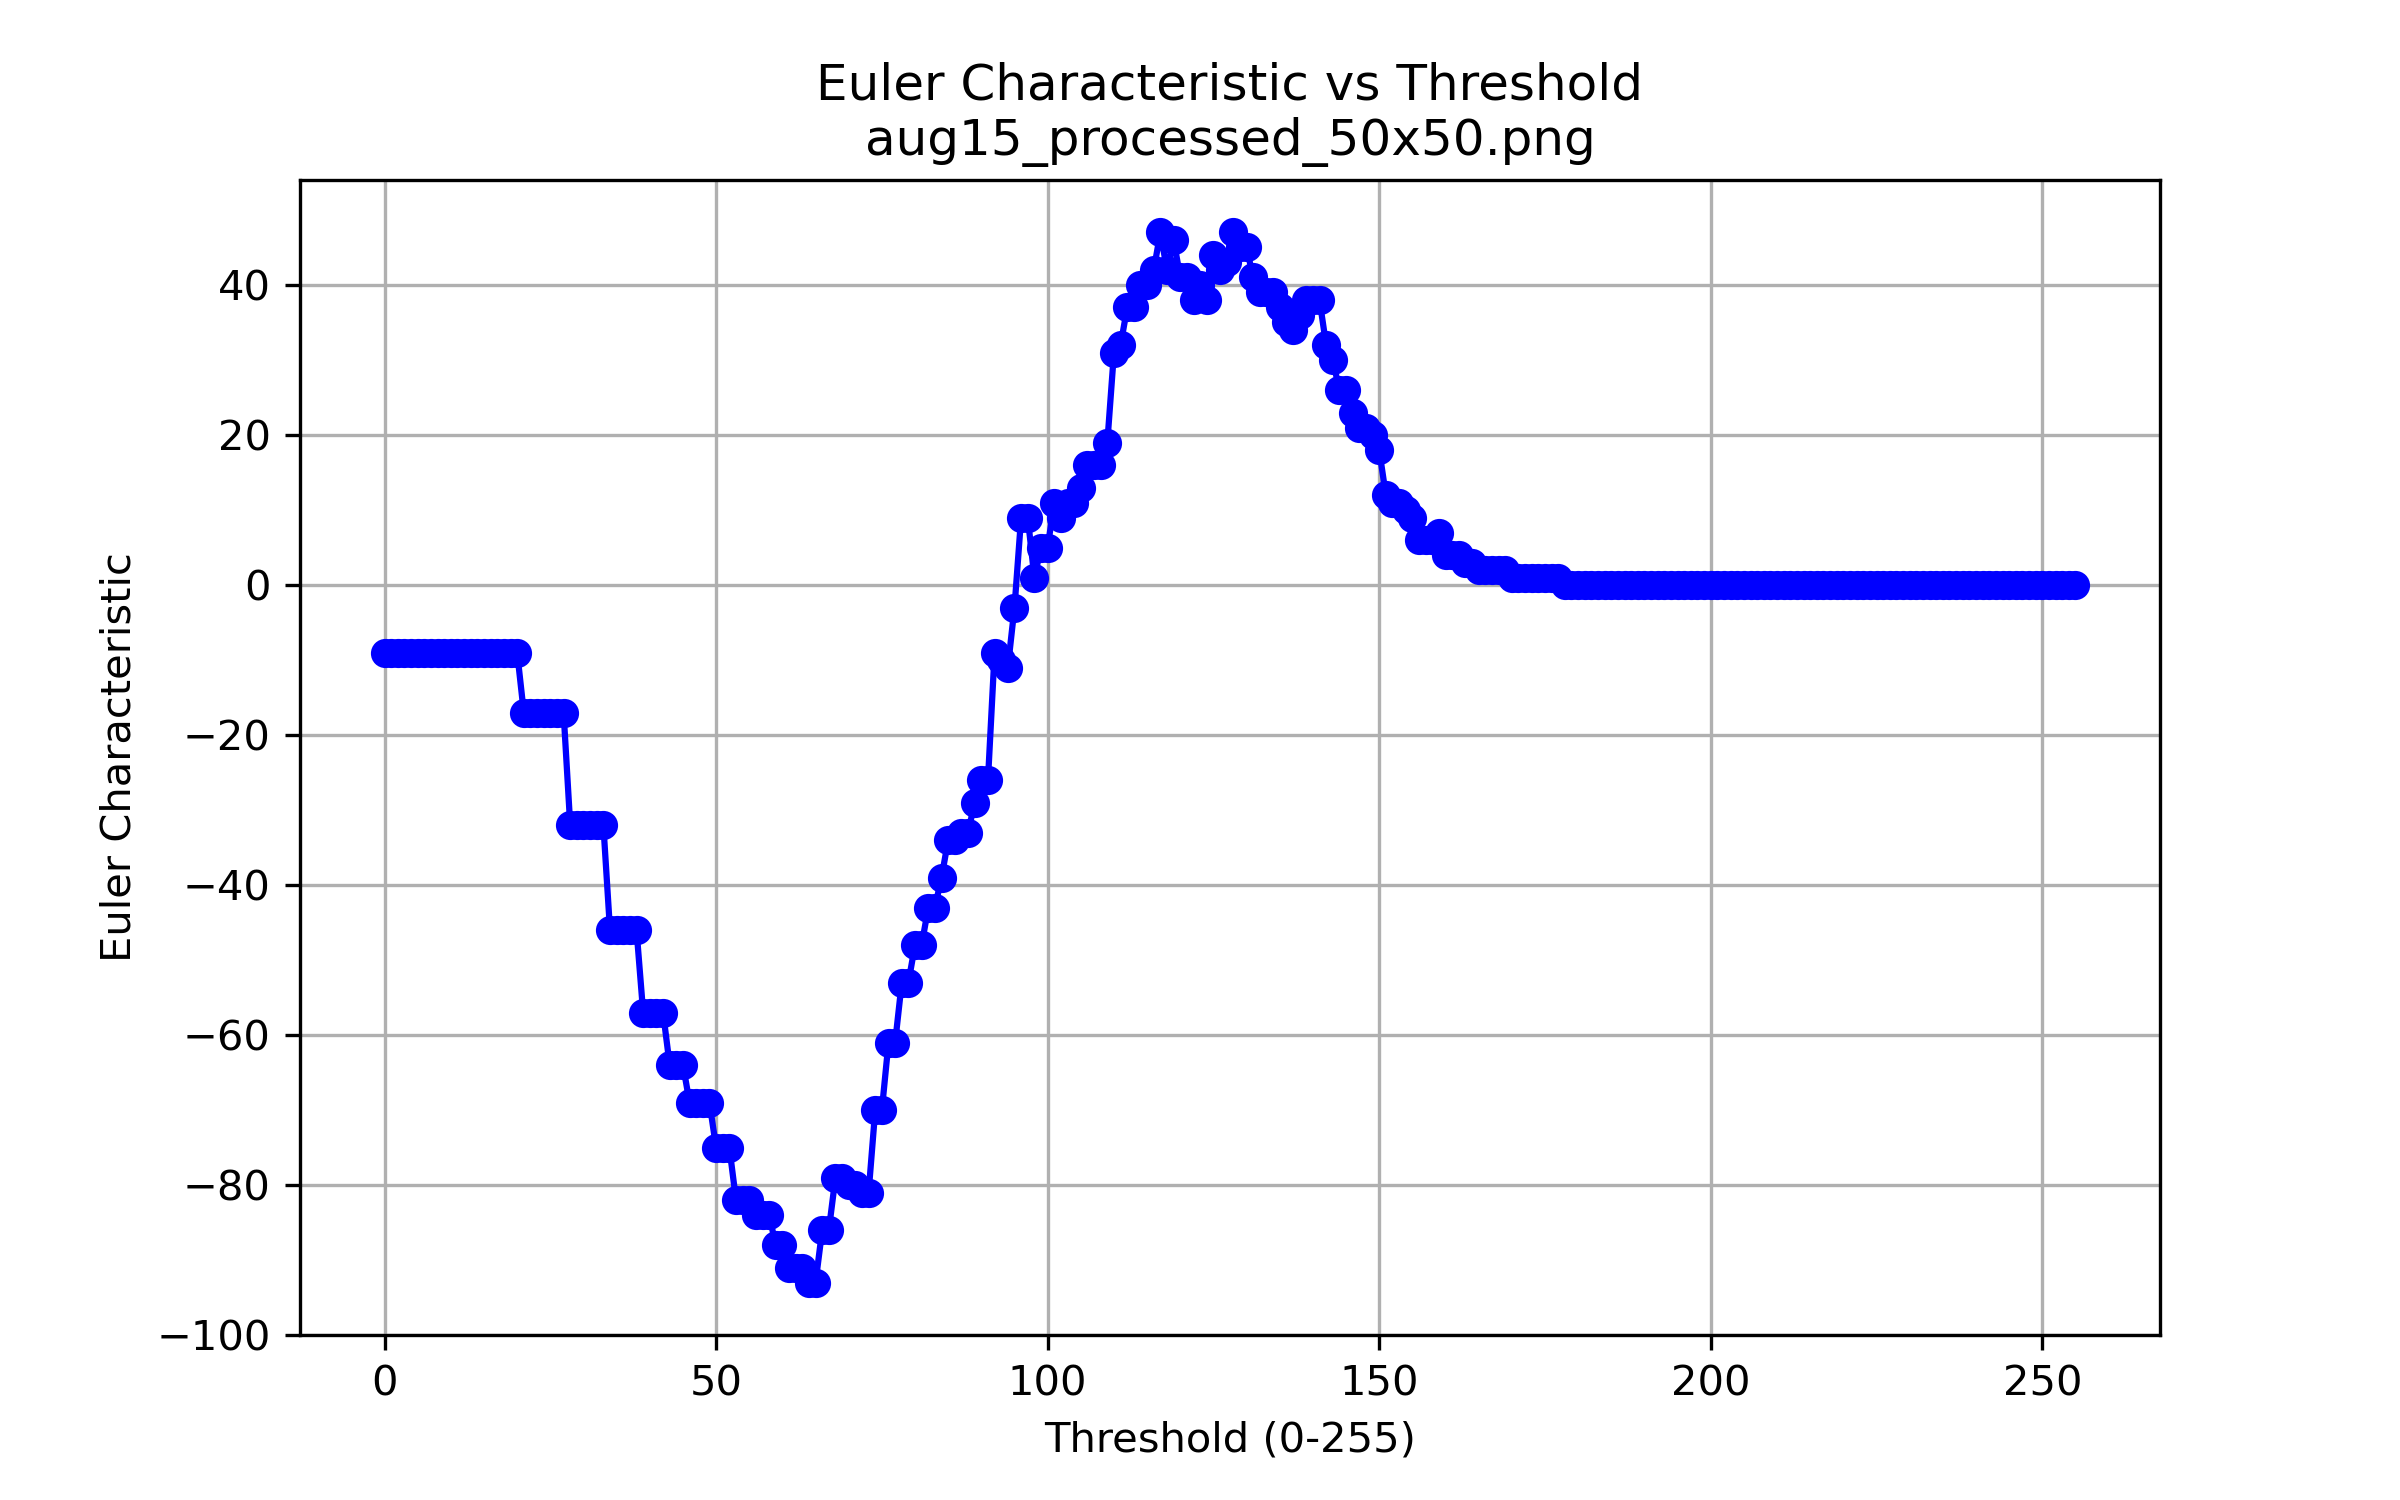 Euler Characteristic vs Threshold
aug15_processed_50x50.png
Euler Characteristic
40
20
0
−20
−40
−60
−80
−100
0 50 100 150 200 250
Threshold (0-255)